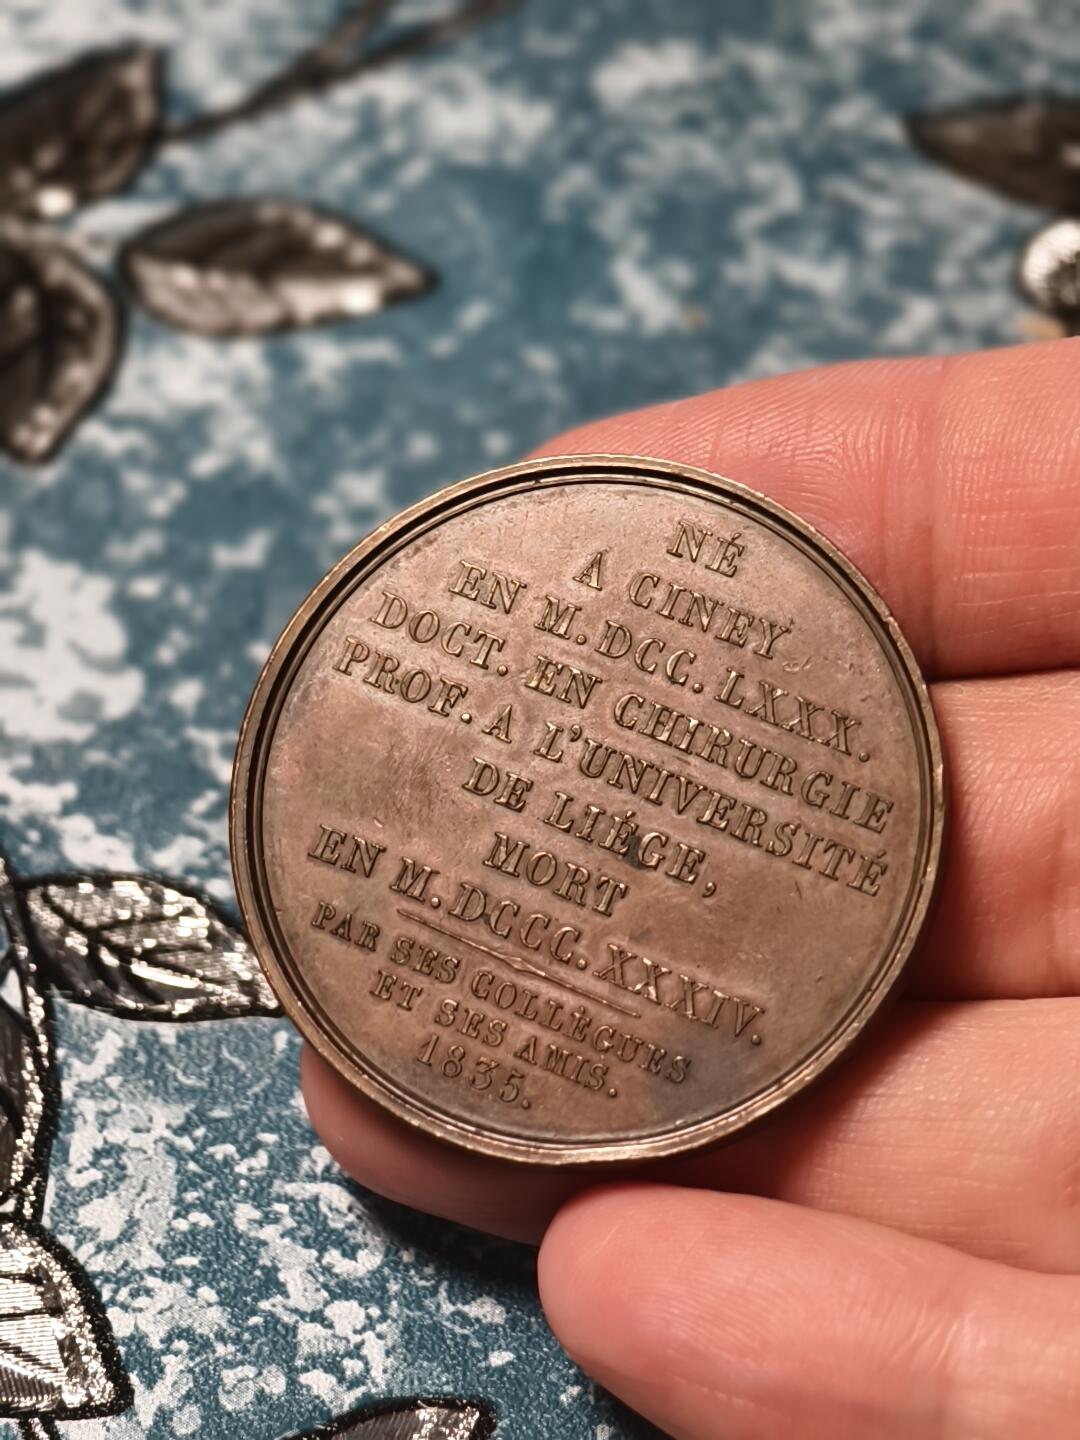 NÉ
A CINEY
EN M. DCC. LXXX.
DOCT. EN CHIRURGIE
PROF. A L'UNIVERSITÉ
DE LIÉGE,
MORT
EN M. DCCC. XXXIV.
PAR SES COLLÈGUES
ET SES AMIS.
1835.